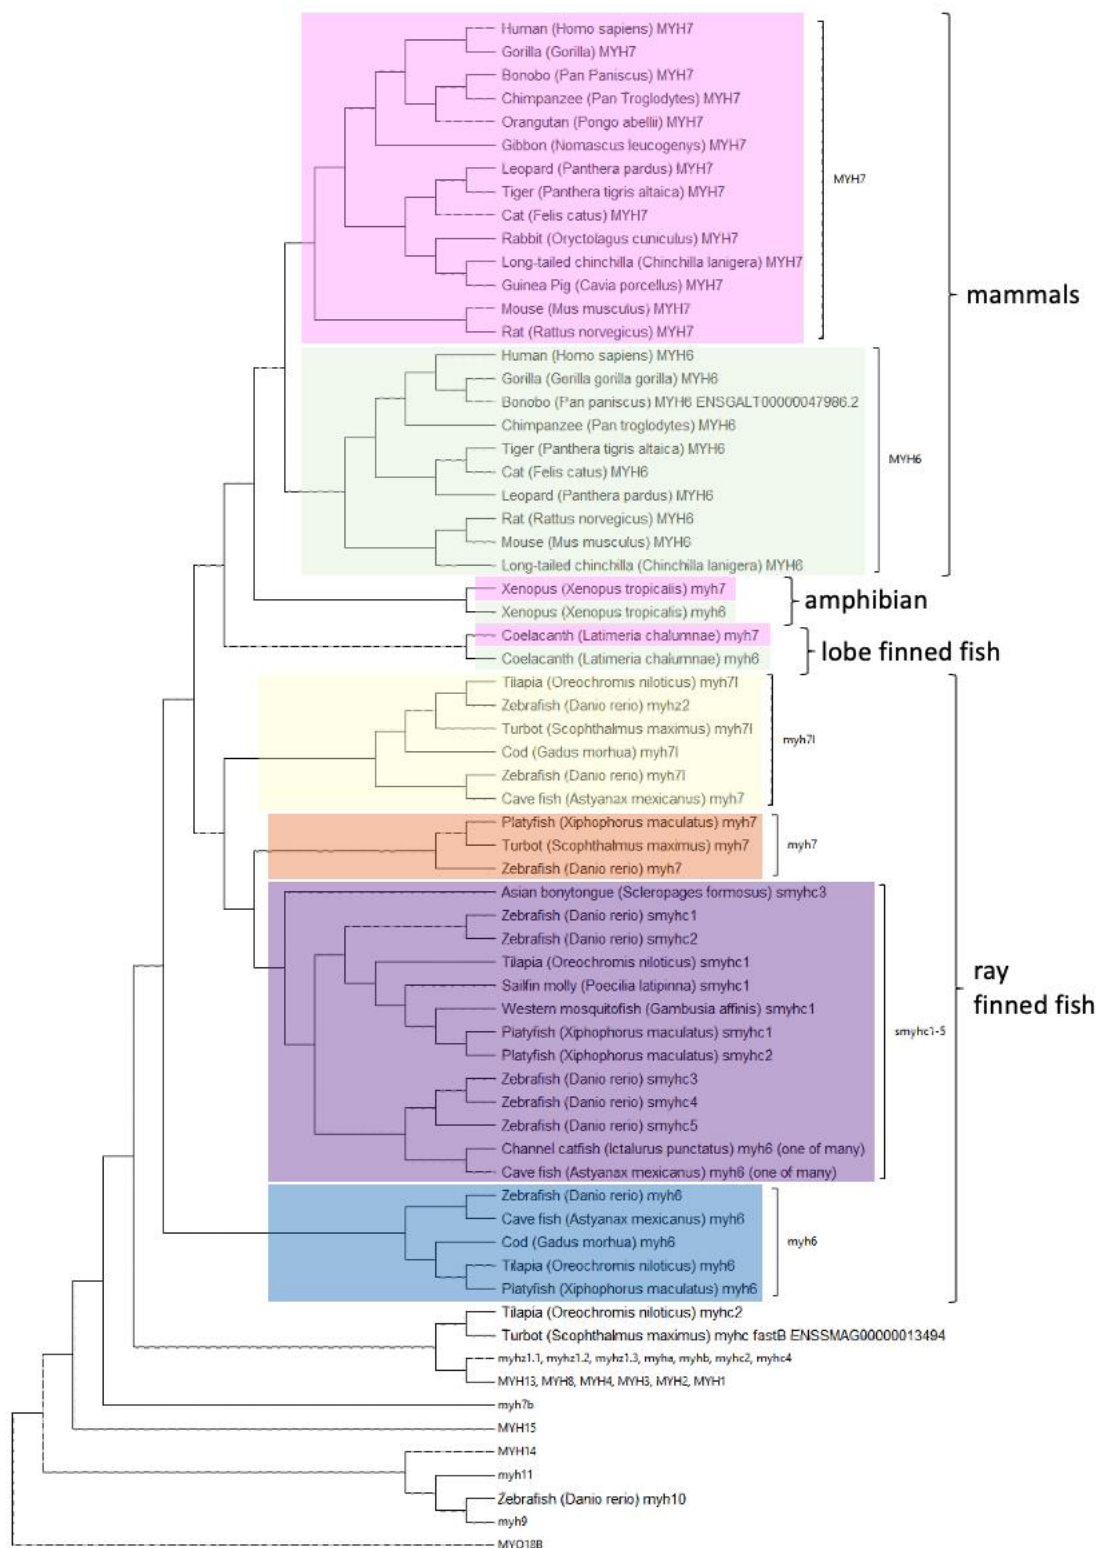 Human (Homo sapiens) MYH7
Gorilla (Gorilla) MYH7
Bonobo (Pan Paniscus) MYH7
Chimpanzee (Pan Troglodytes) MYH7
Orangutan (Pongo abellii) MYH7
Gibbon (Nomascus leucogenys) MYH7
Leopard (Panthera pardus) MYH7
Tiger (Panthera tigris altaica) MYH7
Cat (Felis catus) MYH7
Rabbit (Oryctolagus cuniculus) MYH7
Long-tailed chinchilla (Chinchilla lanigera) MYH7
Guinea Pig (Cavia porcellus) MYH7
Mouse (Mus musculus) MYH7
Rat (Rattus norvegicus) MYH7
MYH7
mammals
Human (Homo sapiens) MYH6
Gorilla (Gorilla gorilla gorilla) MYH6
Bonobo (Pan paniscus) MYH6 ENSGALT00000047986.2
Chimpanzee (Pan troglodytes) MYH6
Tiger (Panthera tigris altaica) MYH6
Cat (Felis catus) MYH6
Leopard (Panthera pardus) MYH6
Rat (Rattus norvegicus) MYH6
Mouse (Mus musculus) MYH6
Long-tailed chinchilla (Chinchilla lanigera) MYH6
MYH6
Xenopus (Xenopus tropicalis) myh7
Xenopus (Xenopus tropicalis) myh6
amphibian
Coelacanth (Latimeria chalumnae) myh7
Coelacanth (Latimeria chalumnae) myh6
lobe finned fish
Tilapia (Oreochromis niloticus) myh7l
Zebrafish (Danio rerio) myhz2
Turbot (Scophthalmus maximus) myh7l
Cod (Gadus morhua) myh7l
Zebrafish (Danio rerio) myh7l
Cave fish (Astyanax mexicanus) myh7
myh7l
Platyfish (Xiphophorus maculatus) myh7
Turbot (Scophthalmus maximus) myh7
Zebrafish (Danio rerio) myh7
myh7
Asian bonytongue (Scleropages formosus) smyhc3
Zebrafish (Danio rerio) smyhc1
Zebrafish (Danio rerio) smyhc2
Tilapia (Oreochromis niloticus) smyhc1
Sailfin molly (Poecilia latipinna) smyhc1
Western mosquitofish (Gambusia affinis) smyhc1
Platyfish (Xiphophorus maculatus) smyhc1
Platyfish (Xiphophorus maculatus) smyhc2
Zebrafish (Danio rerio) smyhc3
Zebrafish (Danio rerio) smyhc4
Zebrafish (Danio rerio) smyhc5
Channel catfish (Ictalurus punctatus) myh6 (one of many)
Cave fish (Astyanax mexicanus) myh6 (one of many)
smyhc1-5
ray
finned fish
Zebrafish (Danio rerio) myh6
Cave fish (Astyanax mexicanus) myh6
Cod (Gadus morhua) myh6
Tilapia (Oreochromis niloticus) myh6
Platyfish (Xiphophorus maculatus) myh6
myh6
Tilapia (Oreochromis niloticus) myhc2
Turbot (Scophthalmus maximus) myhc fastB ENSSMAG00000013494
myhz1.1, myhz1.2, myhz1.3, myha, myhb, myhc2, myhc4
MYH13, MYH8, MYH4, MYH3, MYH2, MYH1
myh7b
MYH15
MYH14
myh11
Zebrafish (Danio rerio) myh10
myh9
MYO18B